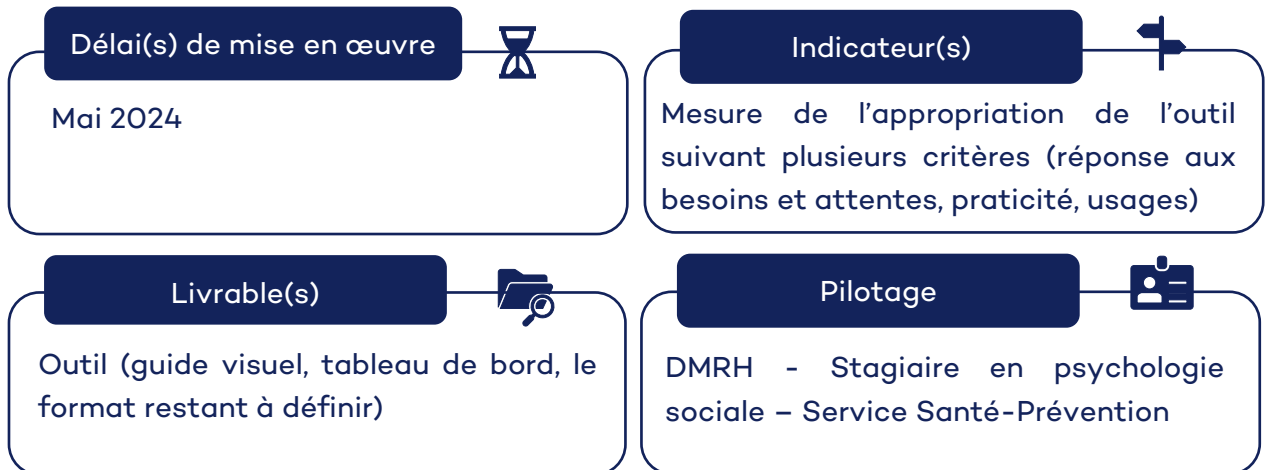 Délai(s) de mise en œuvre
Mai 2024
Indicateur(s)
Mesure de l’appropriation de l’outil
suivant plusieurs critères (réponse aux
besoins et attentes, praticité, usages)
Livrable(s)
Outil (guide visuel, tableau de bord, le
format restant à définir)
Pilotage
DMRH - Stagiaire en psychologie
sociale – Service Santé-Prévention